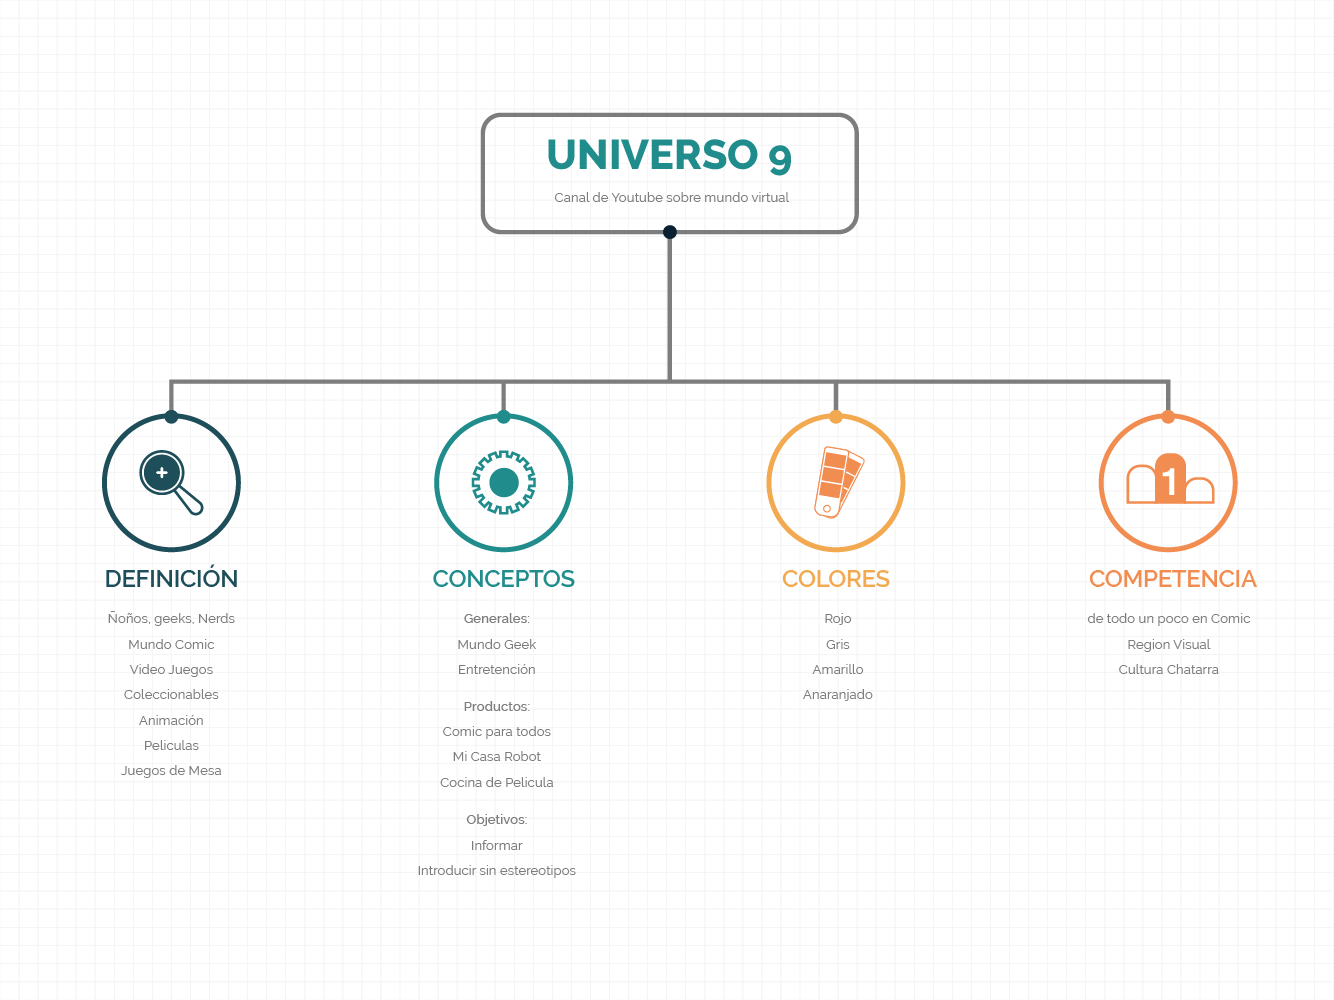 UNIVERSO 9
Canal de Youtube sobre mundo virtual
1
DEFINICIÓN
Ñoños, geeks, Nerds
Mundo Comic
Video Juegos
Coleccionables
Animación
Peliculas
Juegos de Mesa
CONCEPTOS
Generales:
Mundo Geek
Entretención
Productos:
Comic para todos
Mi Casa Robot
Cocina de Pelicula
Objetivos:
Informar
Introducir sin estereotipos
COLORES
Rojo
Gris
Amarillo
Anaranjado
COMPETENCIA
de todo un poco en Comic
Region Visual
Cultura Chatarra